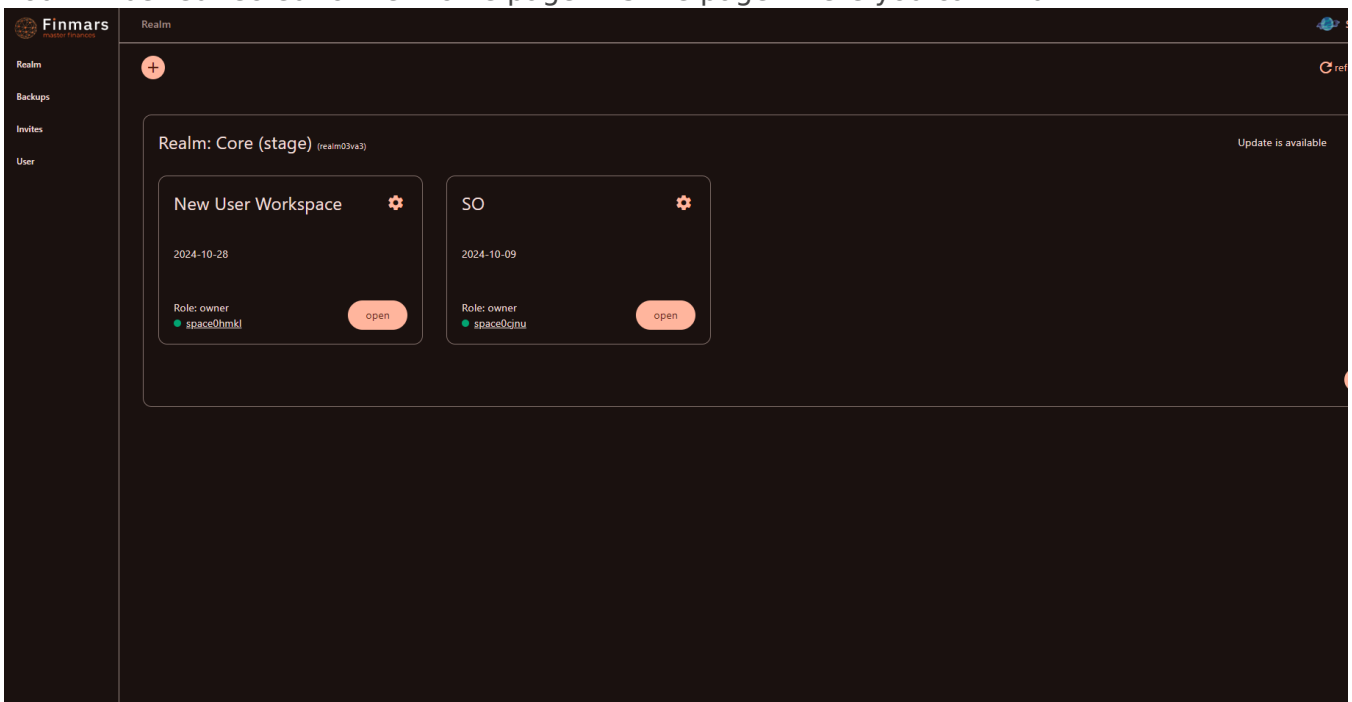 Finmars
master finances
Realm
Realm
Backups
Invites
User
ref
Realm: Core (stage) (realm03va3)
Update is available
New User Workspace
2024-10-28
Role: owner
space0hmkl
open
SO
2024-10-09
Role: owner
space0cjnu
open